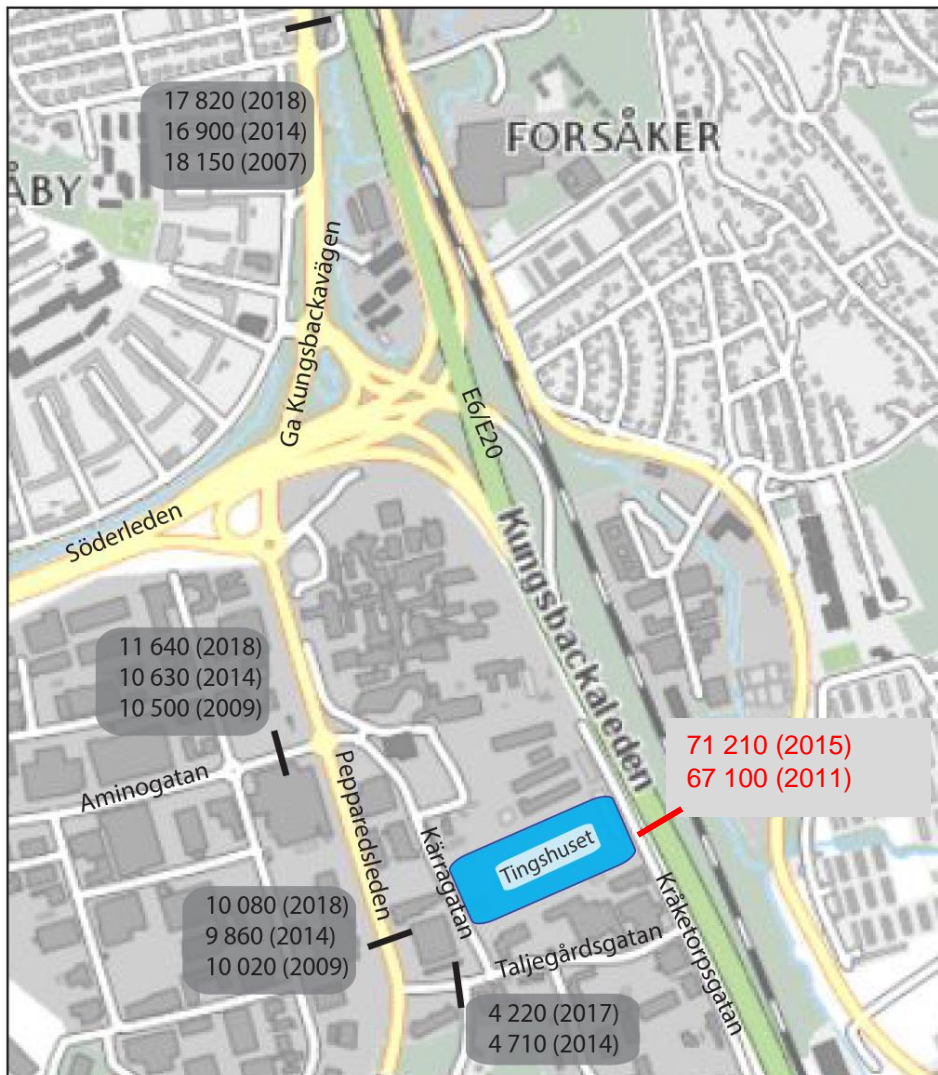 17 820 (2018)
16 900 (2014)
18 150 (2007)
FORSÅKER
ÅBY
Ga Kungsbackavägen
E6/E20
Söderleden
Kungsbackaleden
11 640 (2018)
10 630 (2014)
10 500 (2009)
71 210 (2015)
67 100 (2011)
Aminogatan
Pepparedsleden
Kärragatan
Tingshuset
Kråketorpsgatan
10 080 (2018)
9 860 (2014)
10 020 (2009)
Taljegårdsgatan
4 220 (2017)
4 710 (2014)